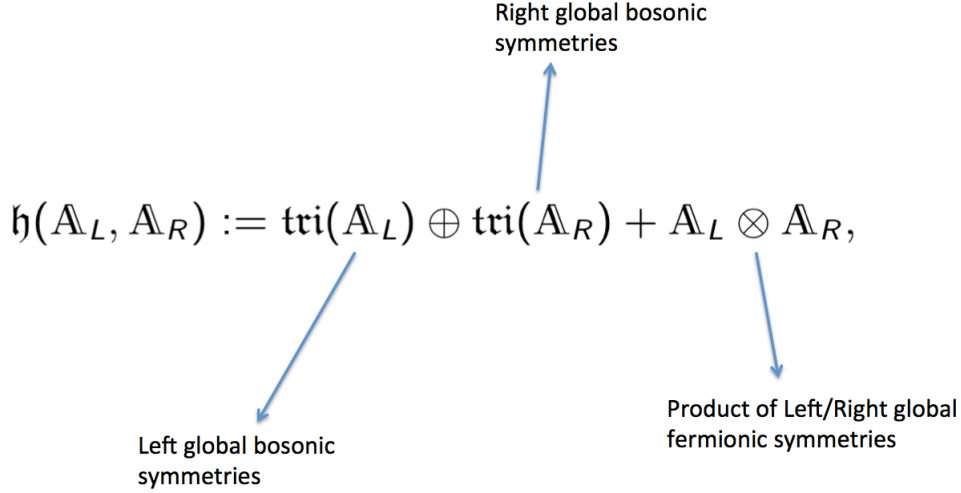 Right global bosonic
symmetries
𝔥(𝔸_L, 𝔸_R) := 𝔱𝔯𝔦(𝔸_L) ⊕ 𝔱𝔯𝔦(𝔸_R) + 𝔸_L ⊗ 𝔸_R,
Left global bosonic
symmetries
Product of Left/Right global
fermionic symmetries